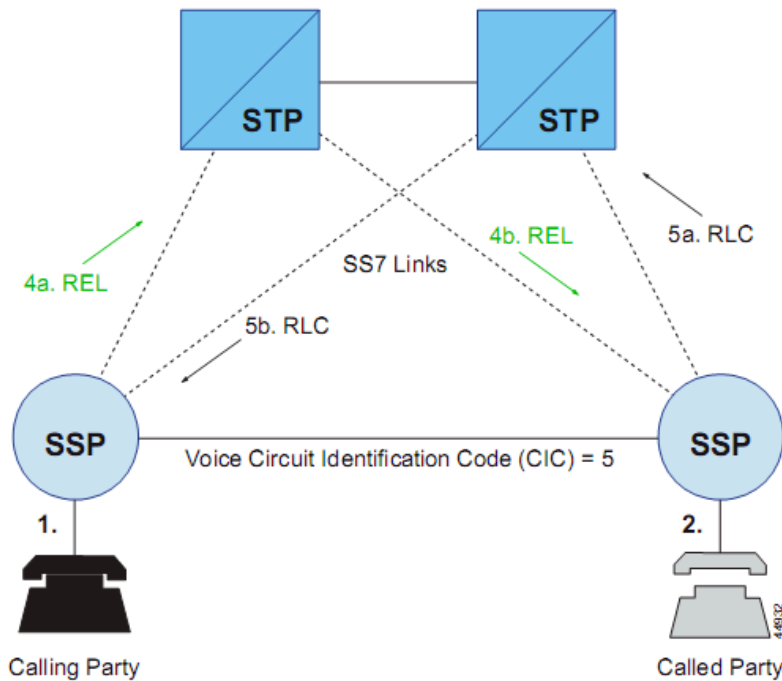 STP
STP
4a. REL
SS7 Links
4b. REL
5a. RLC
5b. RLC
SSP
SSP
Voice Circuit Identification Code (CIC) = 5
1.
2.
44932
Calling Party
Called Party